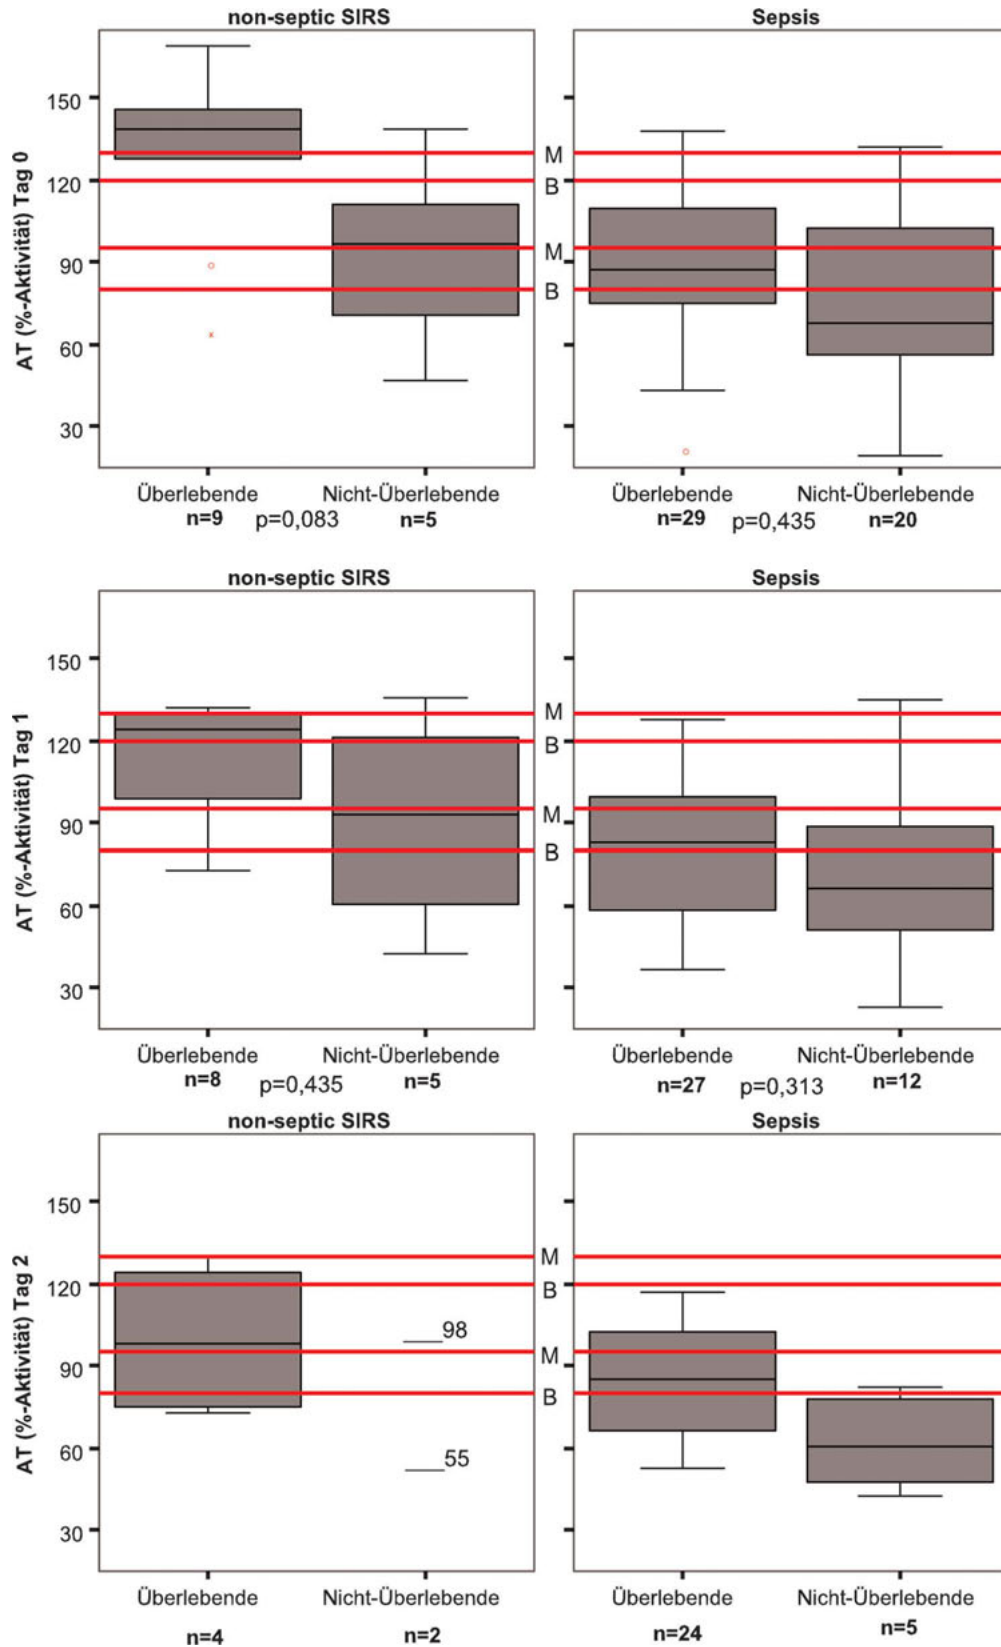 non-septic SIRS Sepsis
AT (%-Aktivität) Tag 0
150
120
90
60
30
M
B
M
B
Überlebende Nicht-Überlebende Überlebende Nicht-Überlebende
n=9 p=0,083 n=5 n=29 p=0,435 n=20
non-septic SIRS Sepsis
AT (%-Aktivität) Tag 1
150
120
90
60
30
M
B
M
B
Überlebende Nicht-Überlebende Überlebende Nicht-Überlebende
n=8 p=0,435 n=5 n=27 p=0,313 n=12
non-septic SIRS Sepsis
AT (%-Aktivität) Tag 2
150
120
90
60
30
M
B
M
B
98
55
Überlebende Nicht-Überlebende Überlebende Nicht-Überlebende
n=4 n=2 n=24 n=5